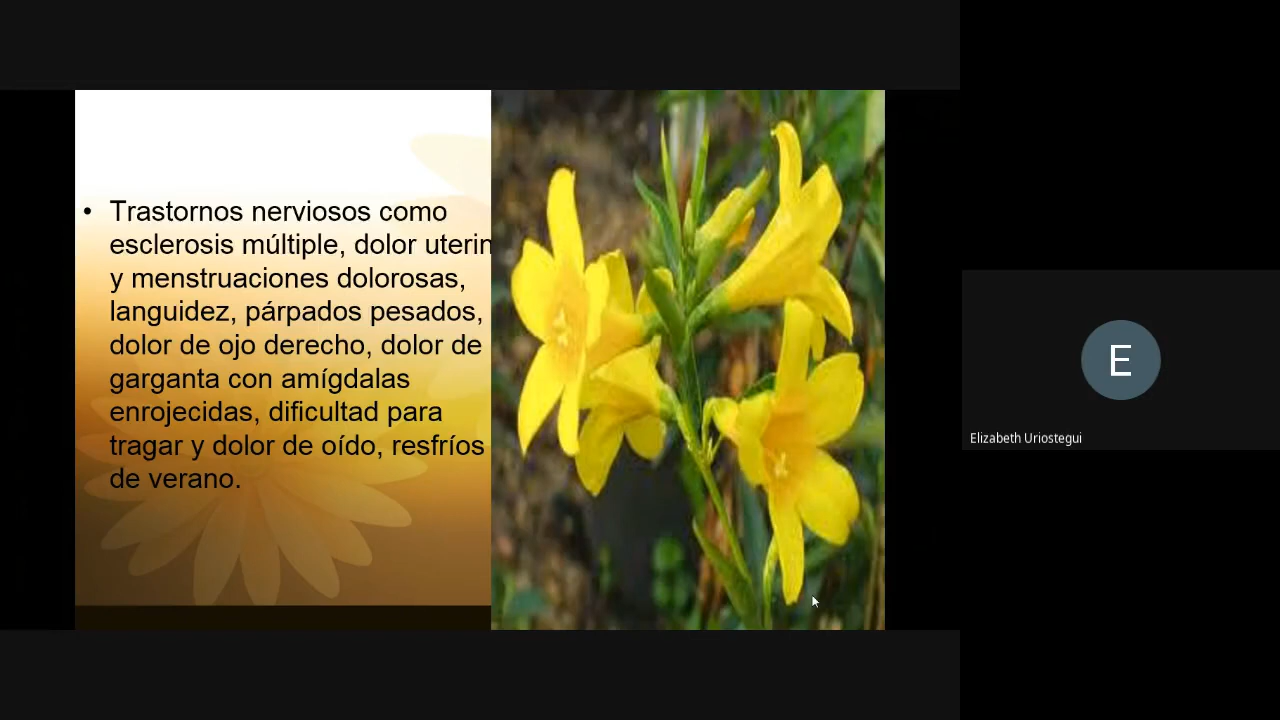 • Trastornos nerviosos como
esclerosis múltiple, dolor uterin
y menstruaciones dolorosas,
languidez, párpados pesados,
dolor de ojo derecho, dolor de
garganta con amígdalas
enrojecidas, dificultad para
tragar y dolor de oído, resfríos
de verano.
E
Elizabeth Uriostegui